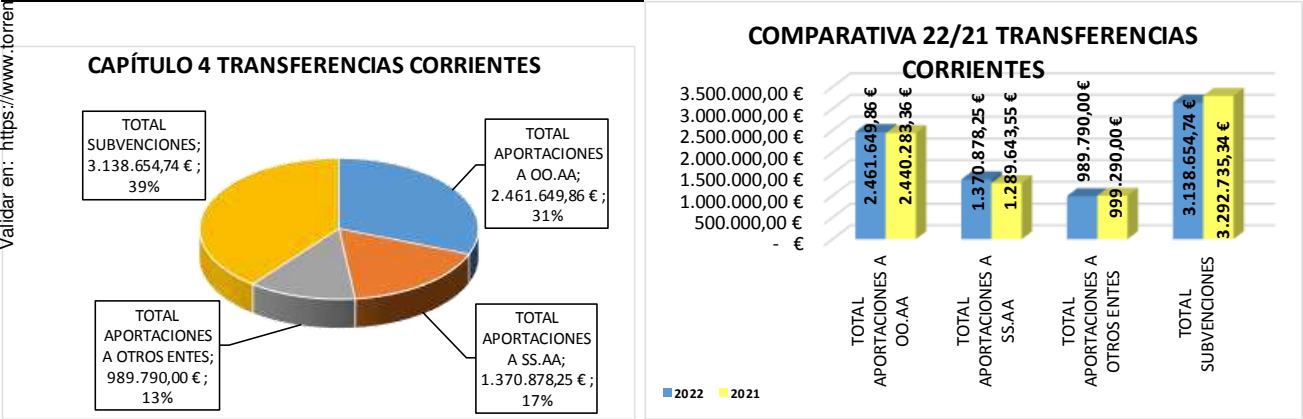 Validar en: https://www.torren
CAPÍTULO 4 TRANSFERENCIAS CORRIENTES
TOTAL
SUBVENCIONES;
3.138.654,74 € ;
39%
TOTAL
APORTACIONES
A OO.AA;
2.461.649,86 € ;
31%
TOTAL
APORTACIONES
A OTROS ENTES;
989.790,00 € ;
13%
TOTAL
APORTACIONES
A SS.AA;
1.370.878,25 € ;
17%
COMPARATIVA 22/21 TRANSFERENCIAS
CORRIENTES
3.500.000,00 €
3.000.000,00 €
2.500.000,00 €
2.000.000,00 €
1.500.000,00 €
1.000.000,00 €
500.000,00 €
- €
2.461.649,86 €
2.440.283,36 €
1.370.878,25 €
1.289.643,55 €
989.790,00 €
999.290,00 €
3.138.654,74 €
3.292.735,34 €
TOTAL
APORTACIONES A
OO.AA
TOTAL
APORTACIONES A
SS.AA
TOTAL
APORTACIONES A
OTROS ENTES
TOTAL
SUBVENCIONES
2022
2021